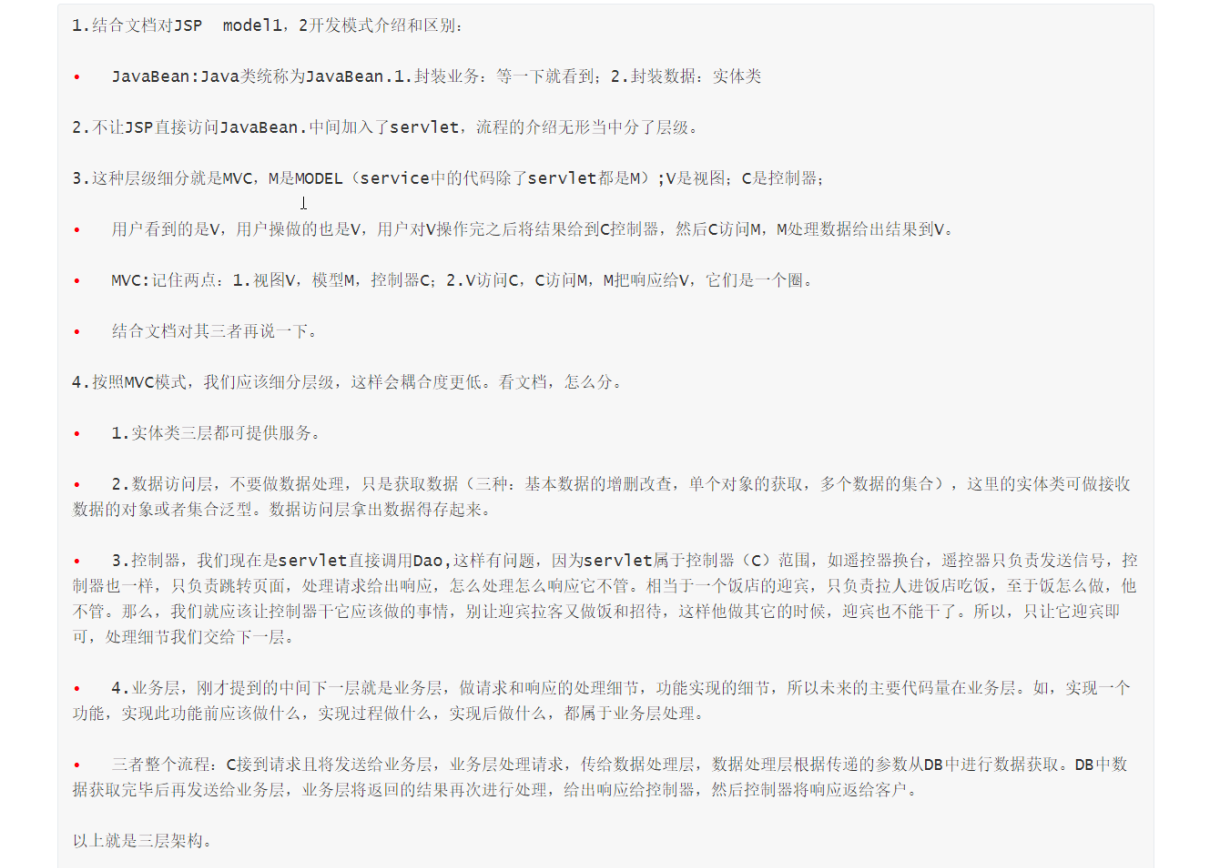 1.结合文档对JSP  model1，2开发模式介绍和区别：
•   JavaBean:Java类统称为JavaBean.1.封装业务：等一下就看到；2.封装数据：实体类
2.不让JSP直接访问JavaBean.中间加入了servlet，流程的介绍无形当中分了层级。
3.这种层级细分就是MVC，M是MODEL（service中的代码除了servlet都是M）;V是视图；C是控制器；
•   用户看到的是V，用户操做的也是V，用户对V操作完之后将结果给到C控制器，然后C访问M，M处理数据给出结果到V。
•   MVC:记住两点：1.视图V，模型M，控制器C；2.V访问C，C访问M，M把响应给V，它们是一个圈。
•   结合文档对其三者再说一下。
4.按照MVC模式，我们应该细分层级，这样会耦合度更低。看文档，怎么分。
•   1.实体类三层都可提供服务。
•   2.数据访问层，不要做数据处理，只是获取数据（三种：基本数据的增删改查，单个对象的获取，多个数据的集合），这里的实体类可做接收
数据的对象或者集合泛型。数据访问层拿出数据得存起来。
•   3.控制器，我们现在是servlet直接调用Dao,这样有问题，因为servlet属于控制器（C）范围，如遥控器换台，遥控器只负责发送信号，控
制器也一样，只负责跳转页面，处理请求给出响应，怎么处理怎么响应它不管。相当于一个饭店的迎宾，只负责拉人进饭店吃饭，至于饭怎么做，他
不管。那么，我们就应该让控制器干它应该做的事情，别让迎宾拉客又做饭和招待，这样他做其它的时候，迎宾也不能干了。所以，只让它迎宾即
可，处理细节我们交给下一层。
•   4.业务层，刚才提到的中间下一层就是业务层，做请求和响应的处理细节，功能实现的细节，所以未来的主要代码量在业务层。如，实现一个
功能，实现此功能前应该做什么，实现过程做什么，实现后做什么，都属于业务层处理。
•   三者整个流程：C接到请求且将发送给业务层，业务层处理请求，传给数据处理层，数据处理层根据传递的参数从DB中进行数据获取。DB中数
据获取完毕后再发送给业务层，业务层将返回的结果再次进行处理，给出响应给控制器，然后控制器将响应返给客户。
以上就是三层架构。